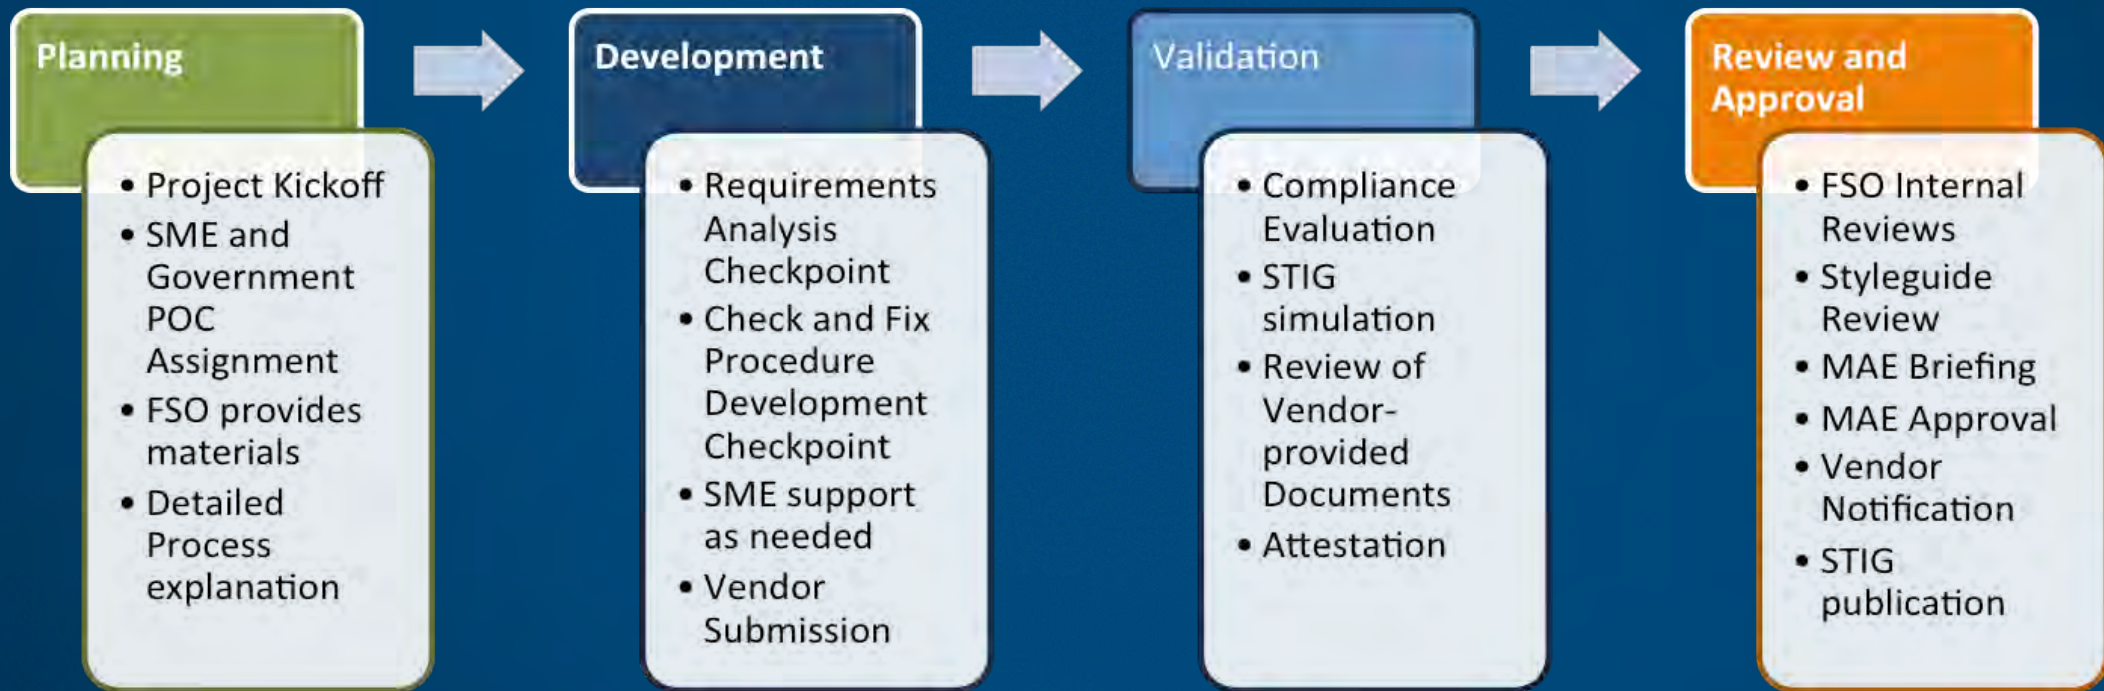 Planning
• Project Kickoff
• SME and
Government
POC
Assignment
• FSO provides
materials
• Detailed
Process
explanation
Development
• Requirements
Analysis
Checkpoint
• Check and Fix
Procedure
Development
Checkpoint
• SME support
as needed
• Vendor
Submission
Validation
• Compliance
Evaluation
• STIG
simulation
• Review of
Vendor-
provided
Documents
• Attestation
Review and
Approval
• FSO Internal
Reviews
• Styleguide
Review
• MAE Briefing
• MAE Approval
• Vendor
Notification
• STIG
publication